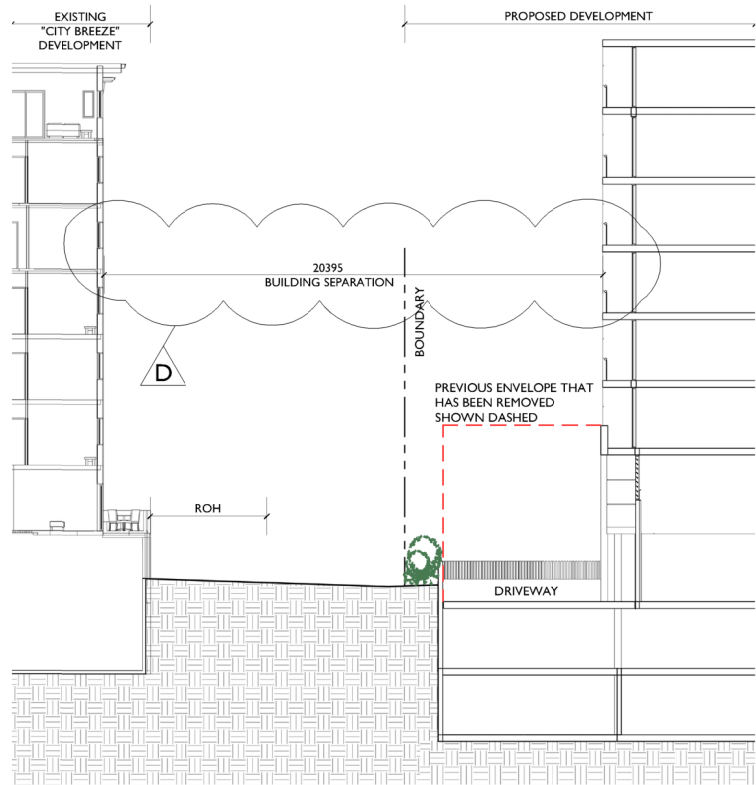 EXISTING
"CITY BREEZE"
DEVELOPMENT
PROPOSED DEVELOPMENT
20395
BUILDING SEPARATION
BOUNDARY
D
PREVIOUS ENVELOPE THAT
HAS BEEN REMOVED
SHOWN DASHED
ROH
DRIVEWAY